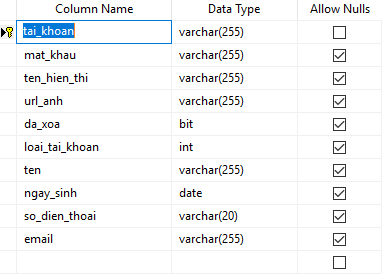 Column Name Data Type Allow Nulls
tai_khoan varchar(255)
mat_khau varchar(255)
ten_hien_thi varchar(255)
url_anh varchar(255)
da_xoa bit
loai_tai_khoan int
ten varchar(255)
ngay_sinh date
so_dien_thoai varchar(20)
email varchar(255)